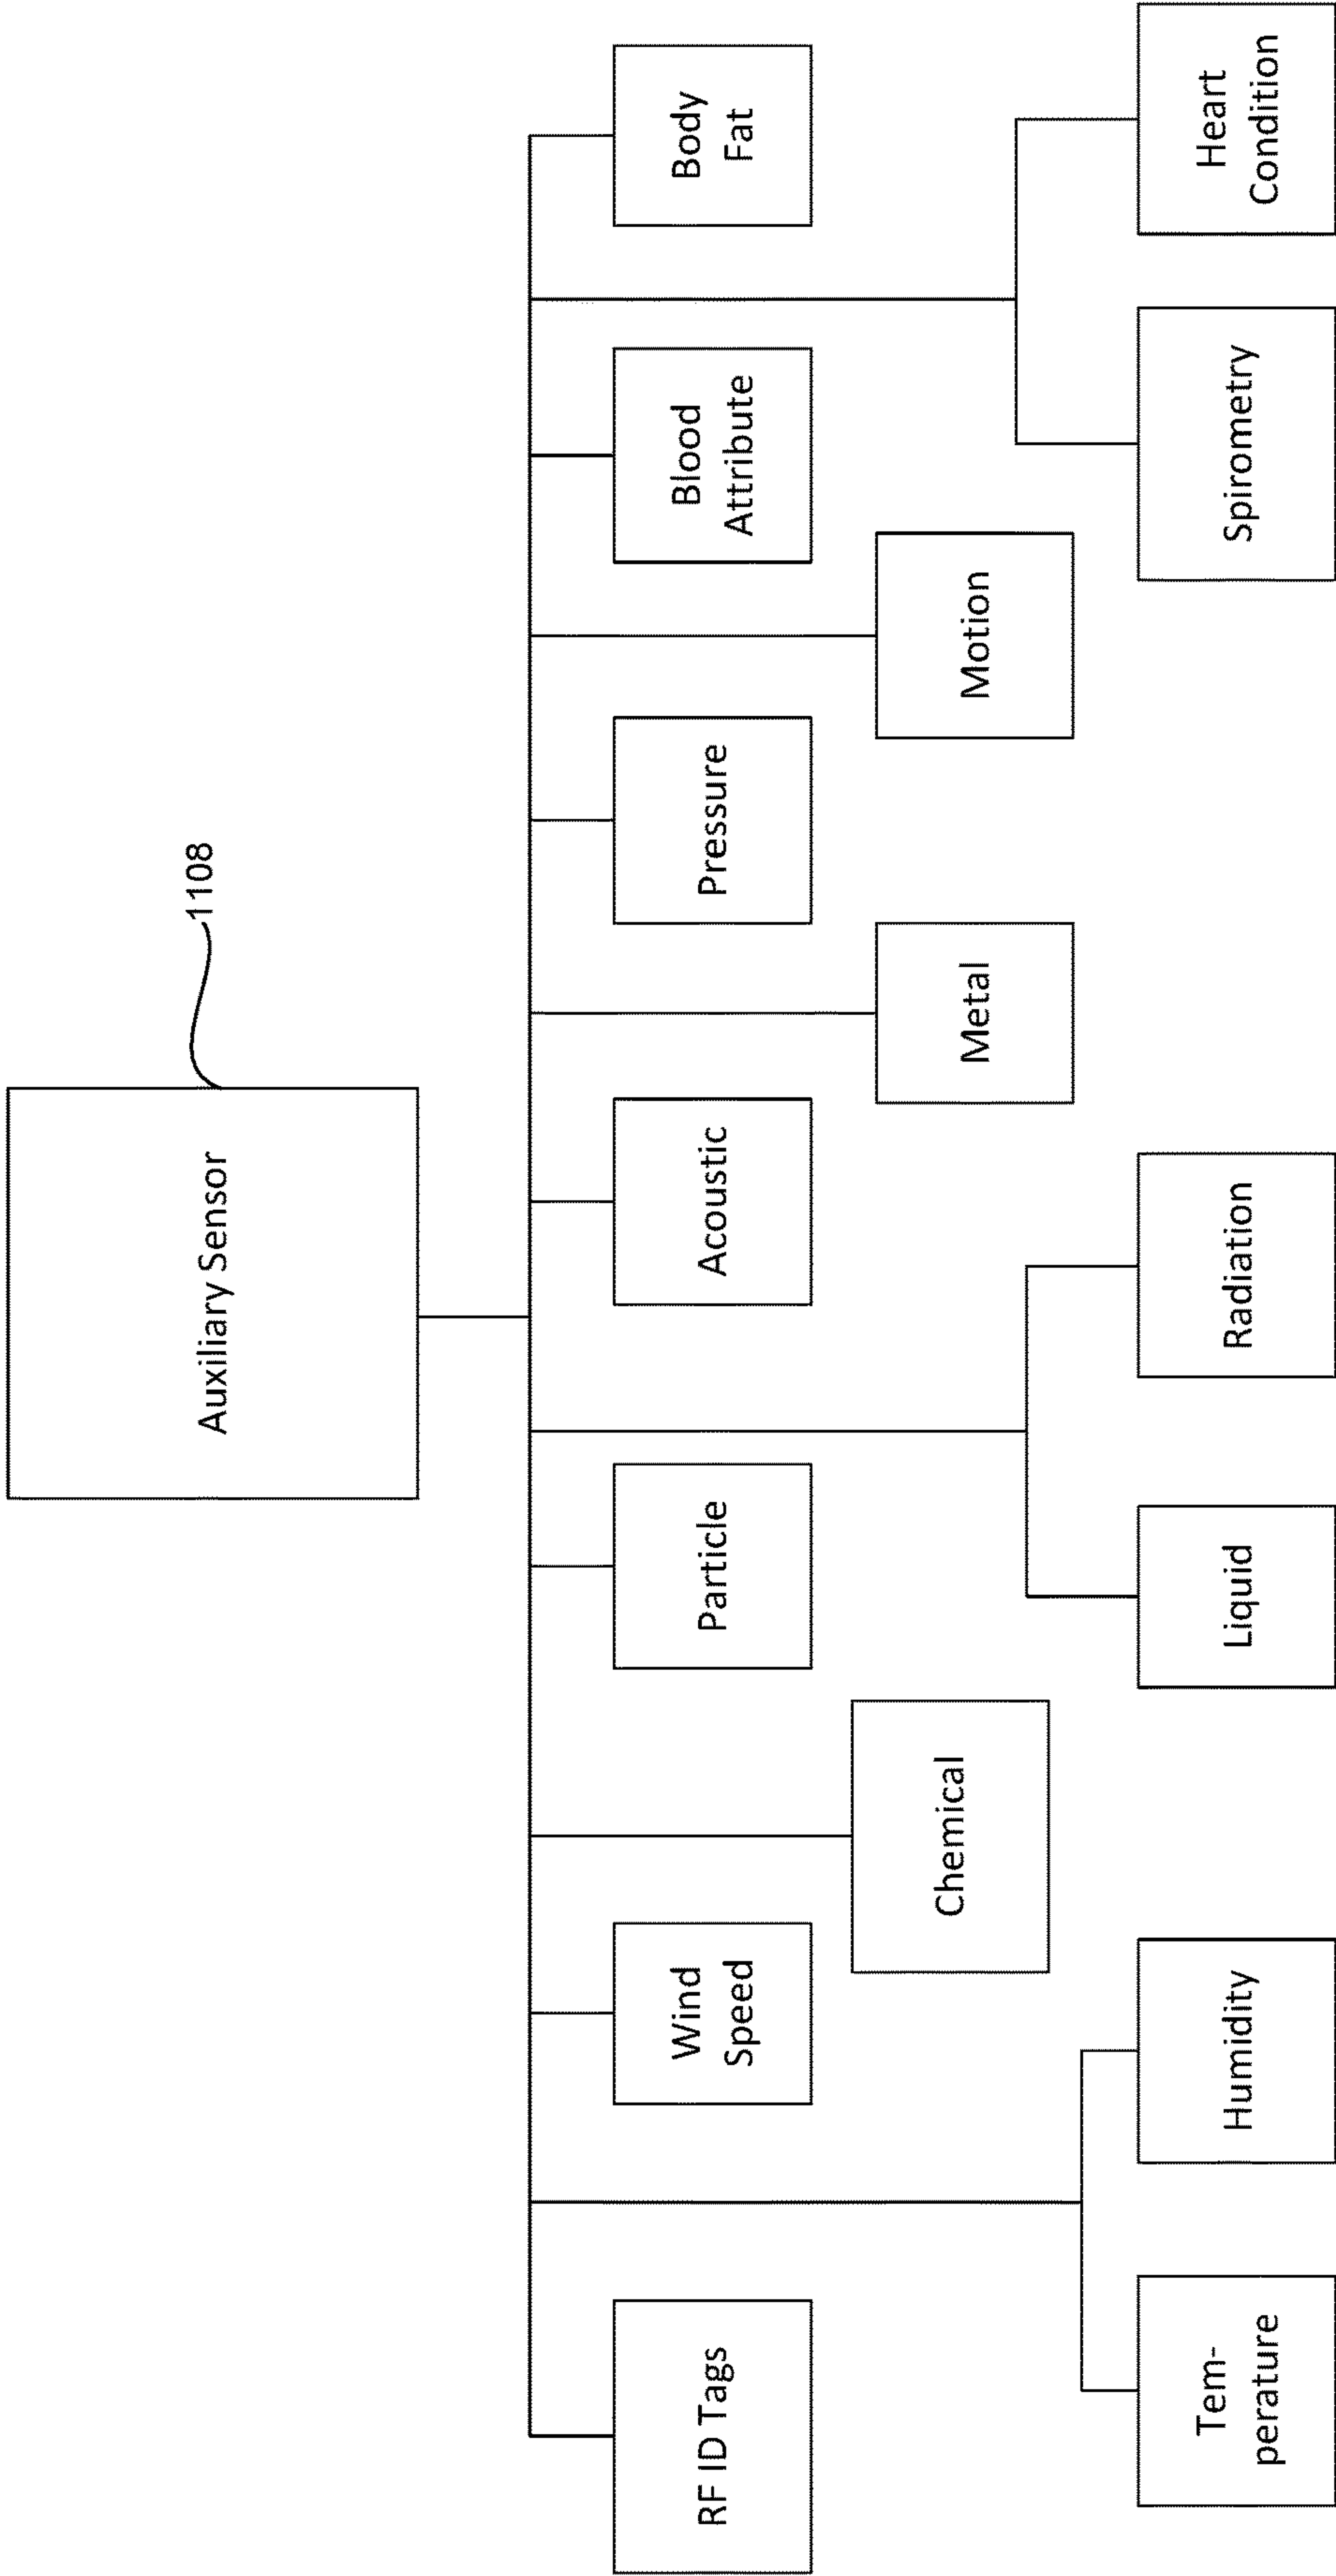 Auxiliary Sensor
1108
RF ID Tags
Wind
Speed
Particle
Acoustic
Pressure
Blood
Attribute
Body
Fat
Chemical
Metal
Motion
Tem-
perature
Humidity
Liquid
Radiation
Spirometry
Heart
Condition